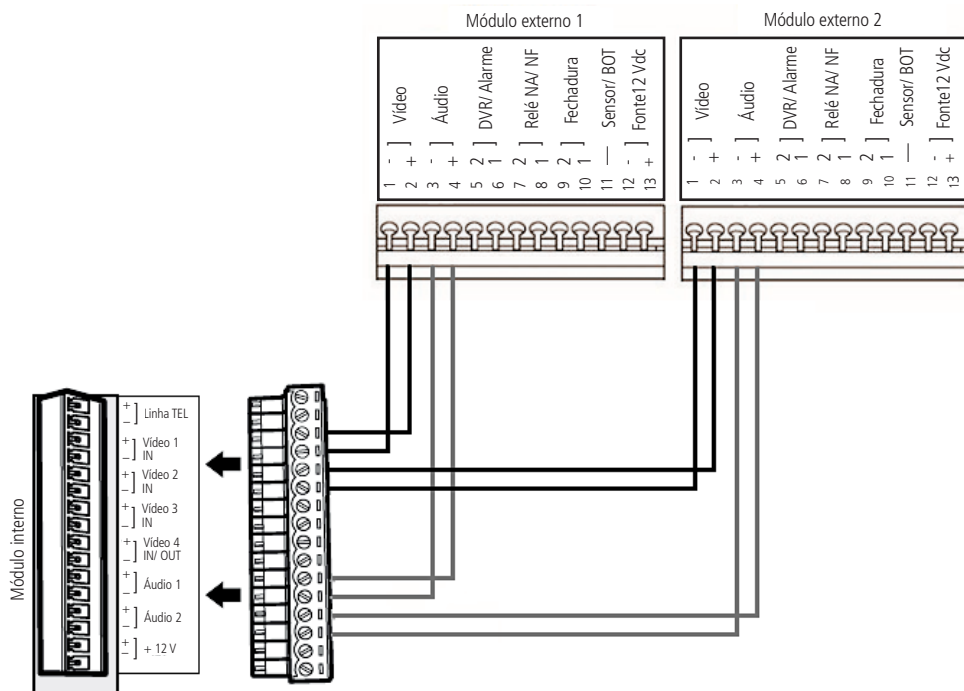 Módulo externo 1
Vídeo
Áudio
DVR/ Alarme
Relé NA/ NF
Fechadura
Sensor/ BOT
Fonte12 Vdc
- + - + 2 1 2 1 2 1 — - +
1 2 3 4 5 6 7 8 9 10 11 12 13
Módulo externo 2
Vídeo
Áudio
DVR/ Alarme
Relé NA/ NF
Fechadura
Sensor/ BOT
Fonte12 Vdc
- + - + 2 1 2 1 2 1 — - +
1 2 3 4 5 6 7 8 9 10 11 12 13
Módulo interno
+
- Linha TEL
+ Vídeo 1
- IN
+ Vídeo 2
- IN
+ Vídeo 3
- IN
+ Vídeo 4
- IN/ OUT
+
- Áudio 1
+
- Áudio 2
+
- + 12 V